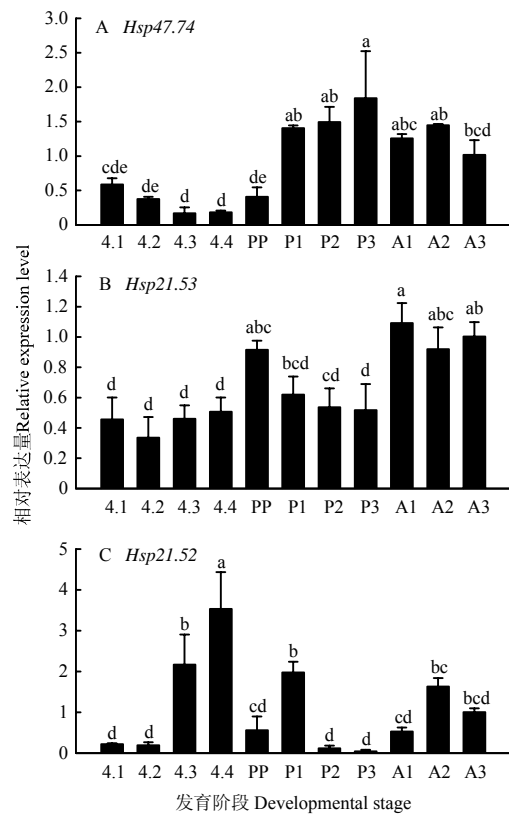 A Hsp47.74
3.0
2.5
2.0
1.5
1.0
0.5
0
cde de d d de ab ab a abc ab bcd
4.1 4.2 4.3 4.4 PP P1 P2 P3 A1 A2 A3
B Hsp21.53
1.4
1.2
1.0
0.8
0.6
0.4
0.2
0
d d d d abc bcd cd d a abc ab
4.1 4.2 4.3 4.4 PP P1 P2 P3 A1 A2 A3
C Hsp21.52
5
4
3
2
1
0
d d b a cd b d d cd bc bcd
4.1 4.2 4.3 4.4 PP P1 P2 P3 A1 A2 A3
相对表达量Relative expression level
发育阶段 Developmental stage